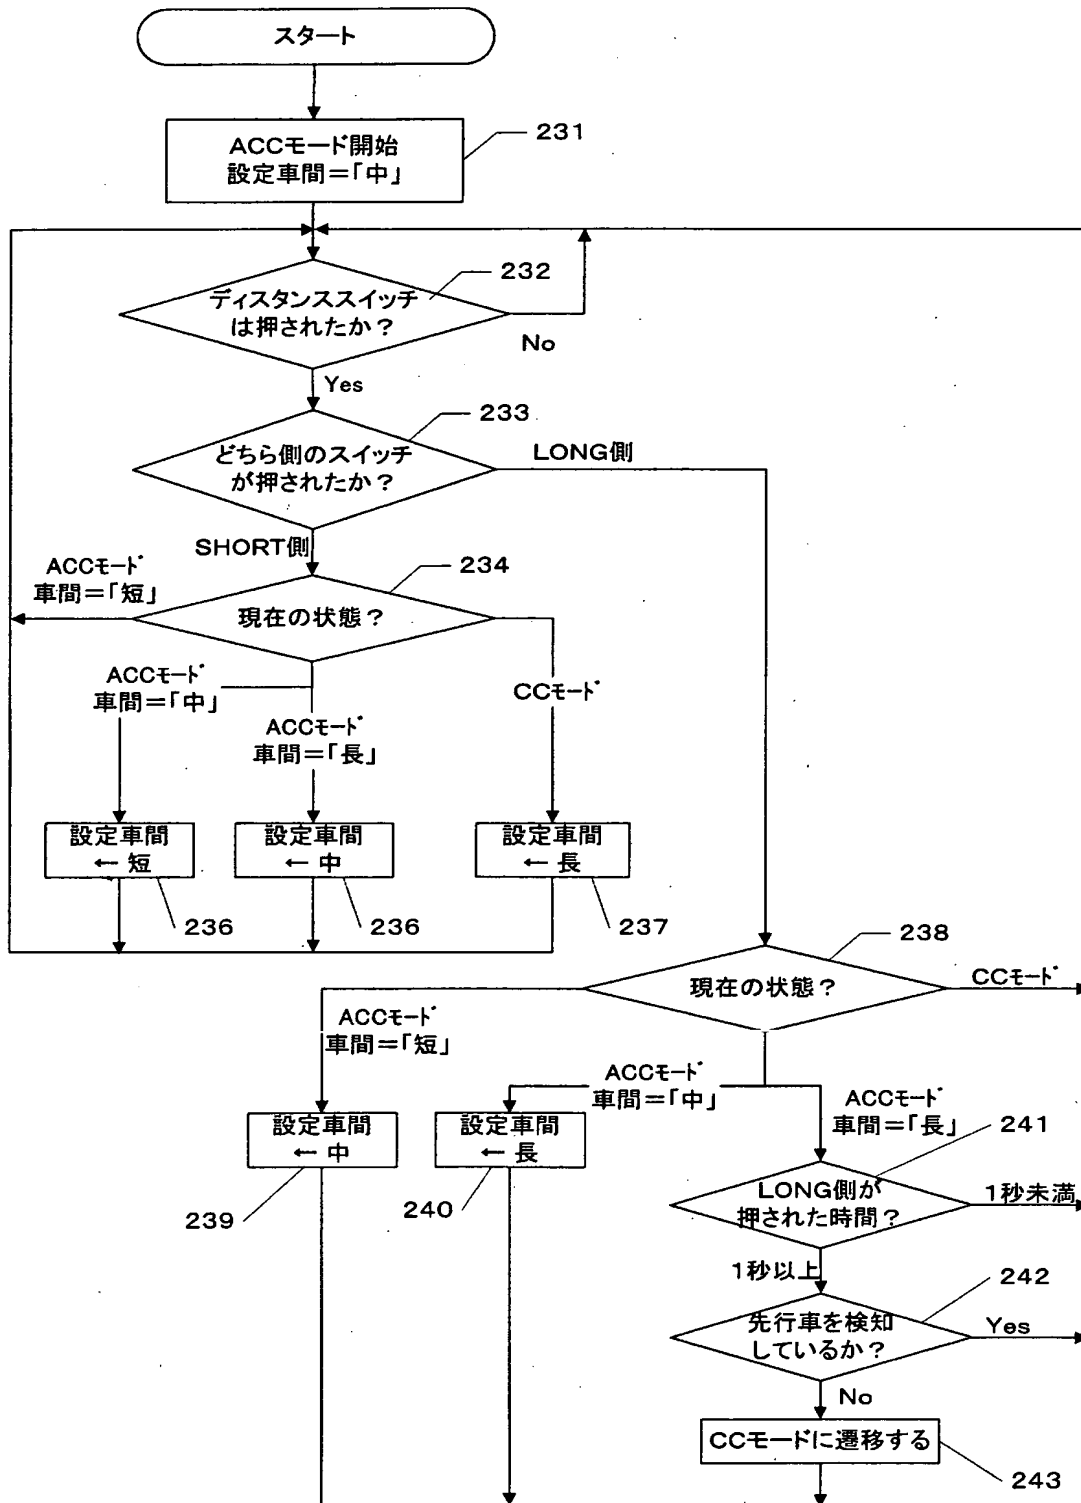 スタート
ACCモード開始
設定車間=「中」
231
ディスタンススイッチ
は押されたか?
232
No
Yes
どちら側のスイッチ
が押されたか?
233
LONG側
SHORT側
ACCモード
車間=「短」
現在の状態?
234
ACCモード
車間=「中」
ACCモード
車間=「長」
CCモード
設定車間
← 短
236
設定車間
← 中
236
設定車間
← 長
237
現在の状態?
238
CCモード
ACCモード
車間=「短」
ACCモード
車間=「中」
ACCモード
車間=「長」
設定車間
← 中
239
設定車間
← 長
240
LONG側が
押された時間?
241
1秒未満
1秒以上
先行車を検知
しているか?
242
Yes
No
CCモードに遷移する
243